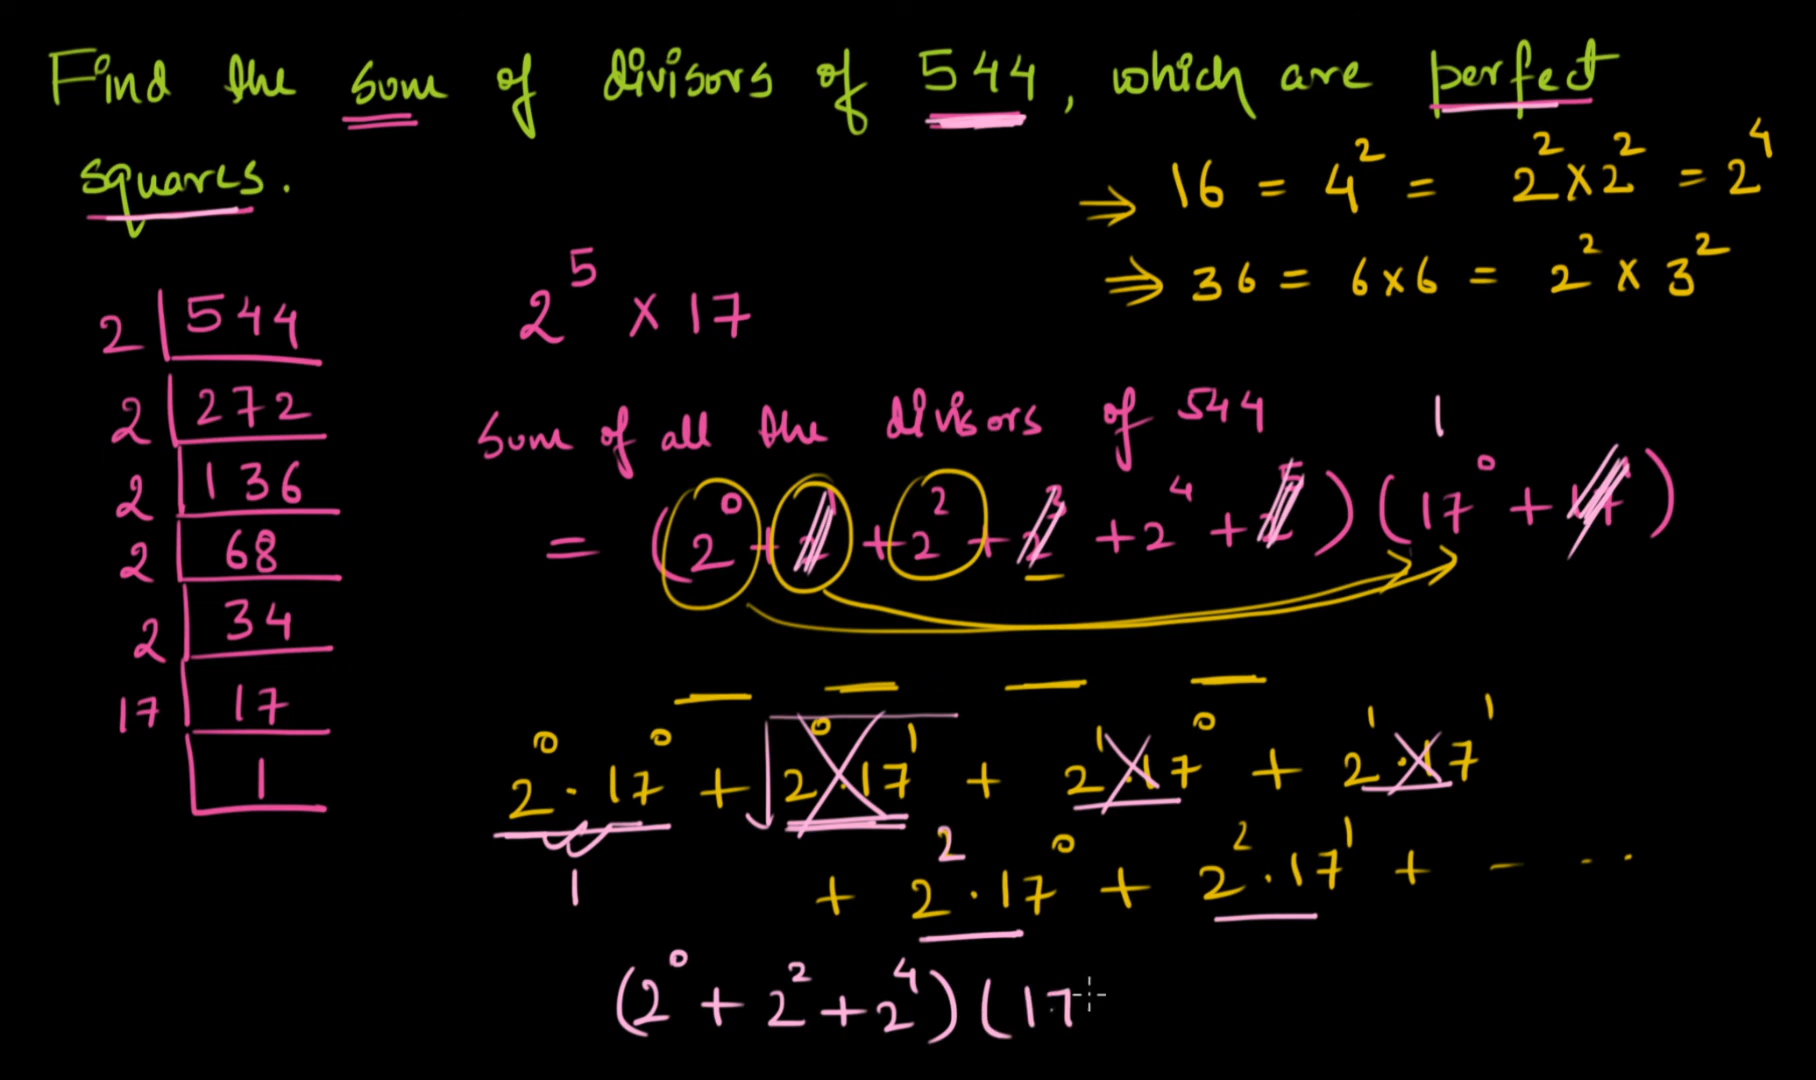 Find the sum of divisors of 544, which are perfect
squares.
⇒ 16 = 4² = 2² × 2² = 2⁴
⇒ 36 = 6×6 = 2² × 3²
2⁵ × 17
2 | 544
2 | 272
2 | 136
2 | 68
2 | 34
17 | 17
1
Sum of all the divisors of 544
1
= (2⁰ + 2¹ + 2² + 2³ + 2⁴ + 2⁵) (17⁰ + 17¹)
2⁰ · 17⁰ + 2⁰ · 17¹ + 2¹ · 17⁰ + 2¹ · 17¹
1
+ 2² · 17⁰ + 2² · 17¹ + - - - -
(2⁰ + 2² + 2⁴) (17